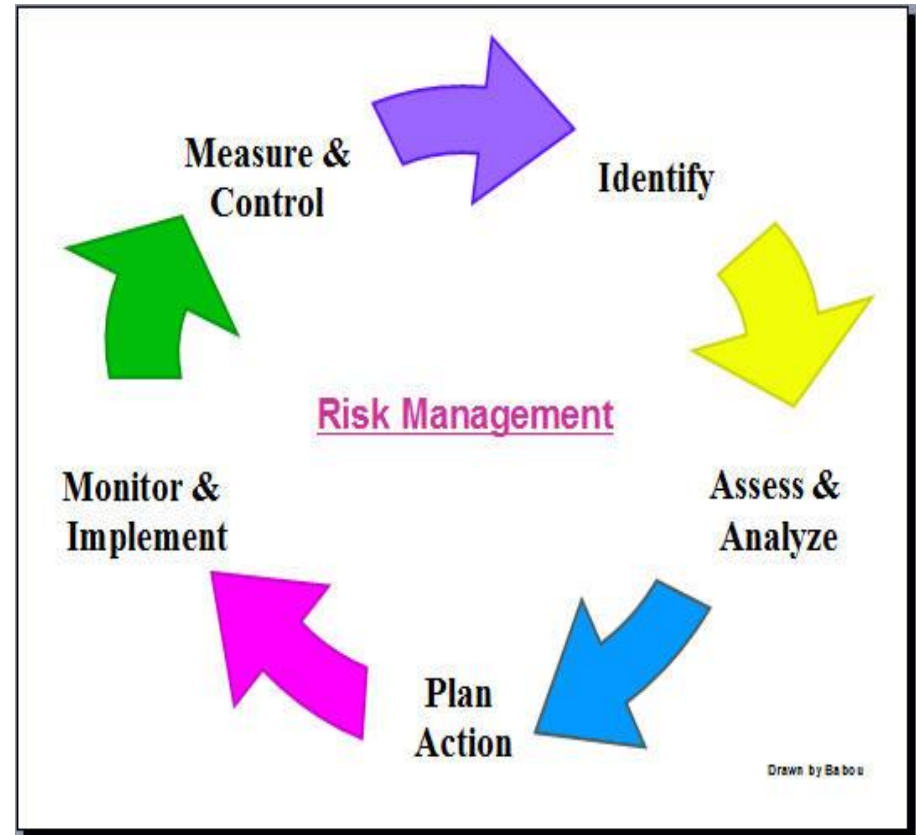 Measure &
Control
Identify
Risk Management
Assess &
Analyze
Monitor &
Implement
Plan
Action
Drawn by Babou